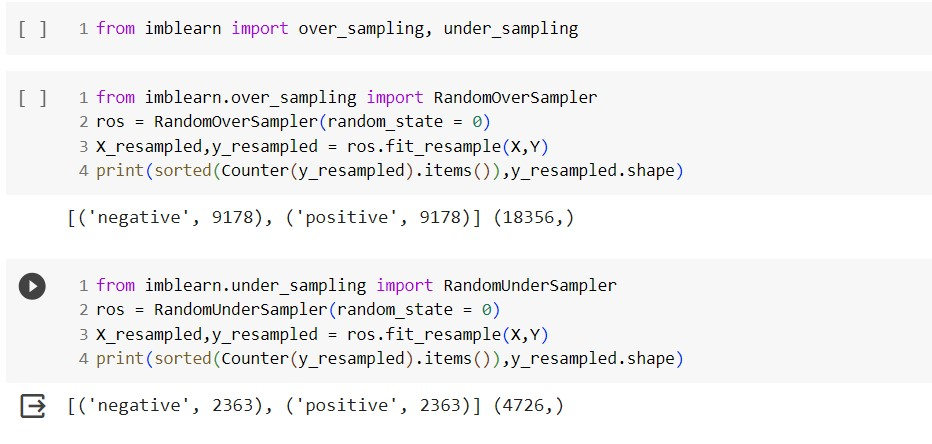 [ ] 1 from imblearn import over_sampling, under_sampling
[ ] 1 from imblearn.over_sampling import RandomOverSampler
2 ros = RandomOverSampler(random_state = 0)
3 X_resampled,y_resampled = ros.fit_resample(X,Y)
4 print(sorted(Counter(y_resampled).items()),y_resampled.shape)
[('negative', 9178), ('positive', 9178)] (18356,)
1 from imblearn.under_sampling import RandomUnderSampler
2 ros = RandomUnderSampler(random_state = 0)
3 X_resampled,y_resampled = ros.fit_resample(X,Y)
4 print(sorted(Counter(y_resampled).items()),y_resampled.shape)
[('negative', 2363), ('positive', 2363)] (4726,)